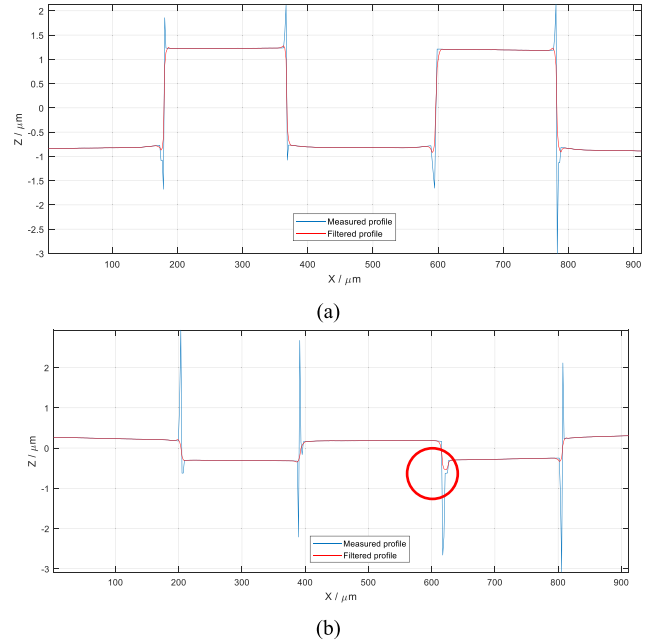 2
1.5
1
0.5
0
-0.5
-1
-1.5
-2
-2.5
-3
Z / μm
Measured profile
Filtered profile
100 200 300 400 500 600 700 800 900
X / μm
(a)
2
1
0
-1
-2
-3
Z / μm
Measured profile
Filtered profile
100 200 300 400 500 600 700 800 900
X / μm
(b)